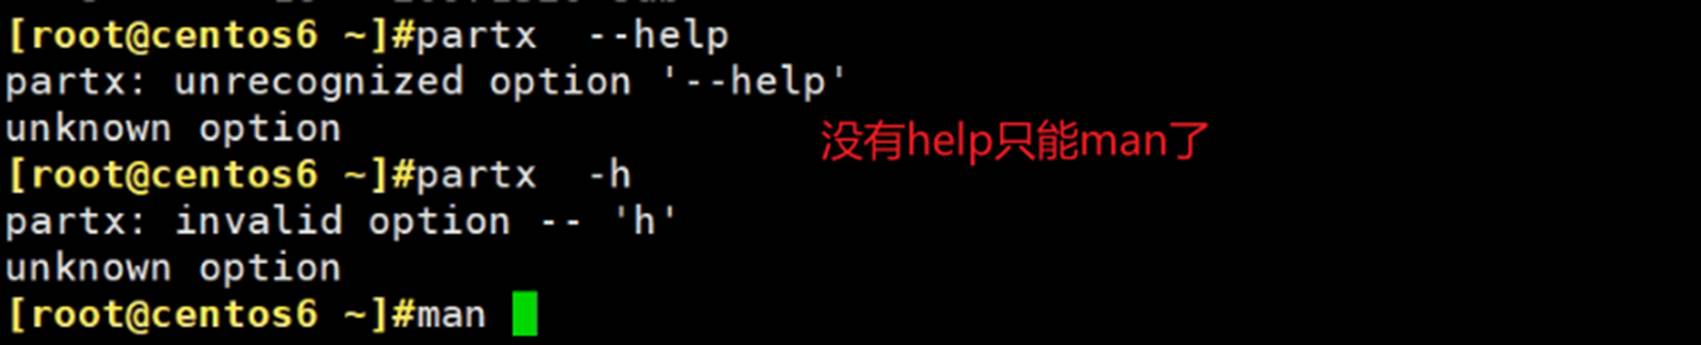 [root@centos6 ~]#partx  --help
partx: unrecognized option '--help'
unknown option
没有help只能man了
[root@centos6 ~]#partx  -h
partx: invalid option -- 'h'
unknown option
[root@centos6 ~]#man